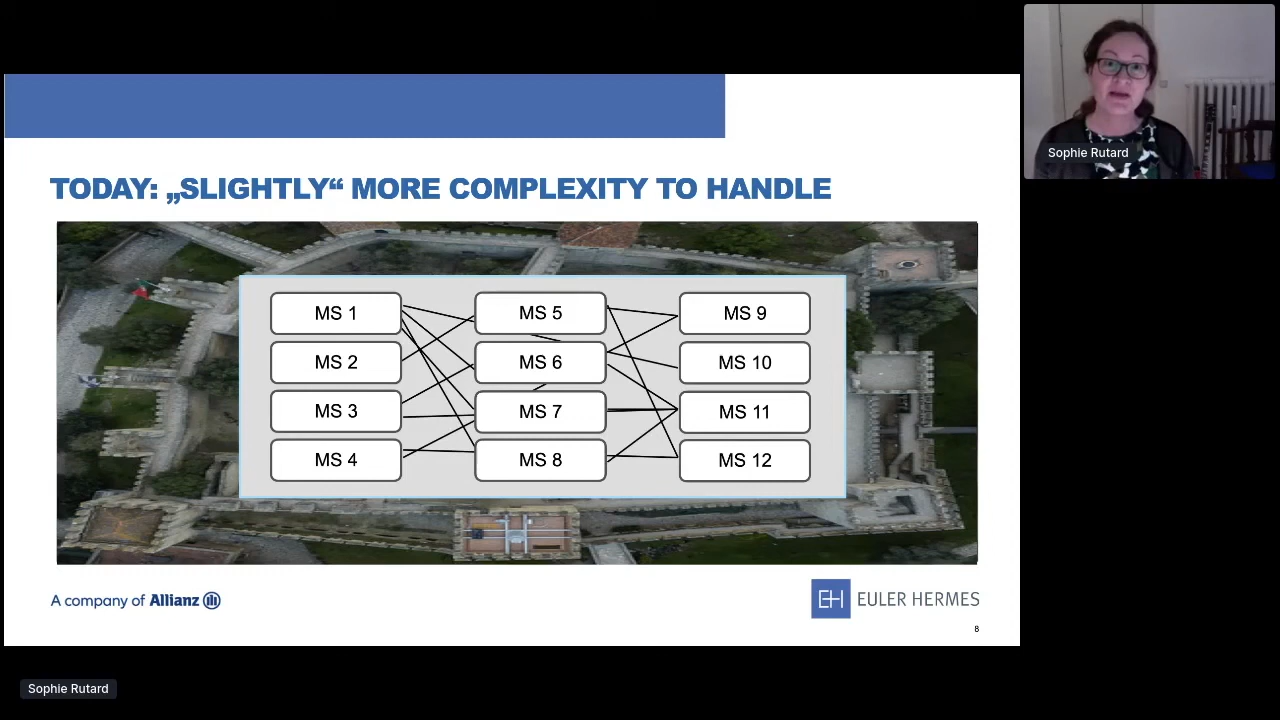 Sophie Rutard
TODAY: „SLIGHTLY“ MORE COMPLEXITY TO HANDLE
MS 1
MS 5
MS 9
MS 2
MS 6
MS 10
MS 3
MS 7
MS 11
MS 4
MS 8
MS 12
A company of Allianz
EH EULER HERMES
8
Sophie Rutard